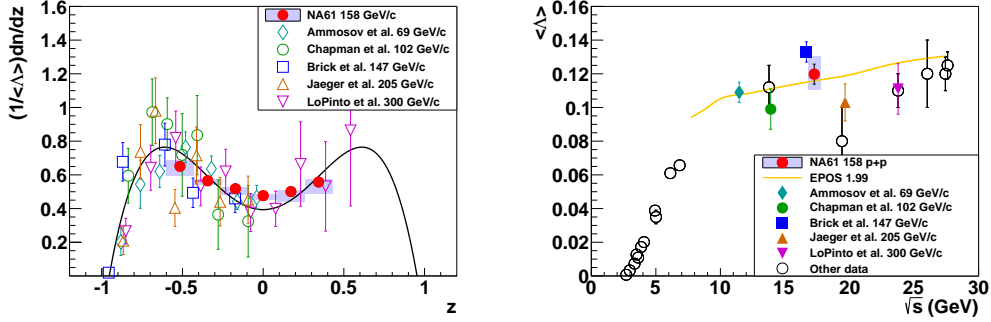 (1/<Λ>)dn/dz
1.6
1.4
1.2
1.0
0.8
0.6
0.4
0.2
-1
-0.5
0
0.5
1
z
NA61 158 GeV/c
Ammosov et al. 69 GeV/c
Chapman et al. 102 GeV/c
Brick et al. 147 GeV/c
Jaeger et al. 205 GeV/c
LoPinto et al. 300 GeV/c
<Λ>
0.16
0.14
0.12
0.1
0.08
0.06
0.04
0.02
0
0
5
10
15
20
25
30
√s (GeV)
NA61 158 p+p
EPOS 1.99
Ammosov et al. 69 GeV/c
Chapman et al. 102 GeV/c
Brick et al. 147 GeV/c
Jaeger et al. 205 GeV/c
LoPinto et al. 300 GeV/c
Other data